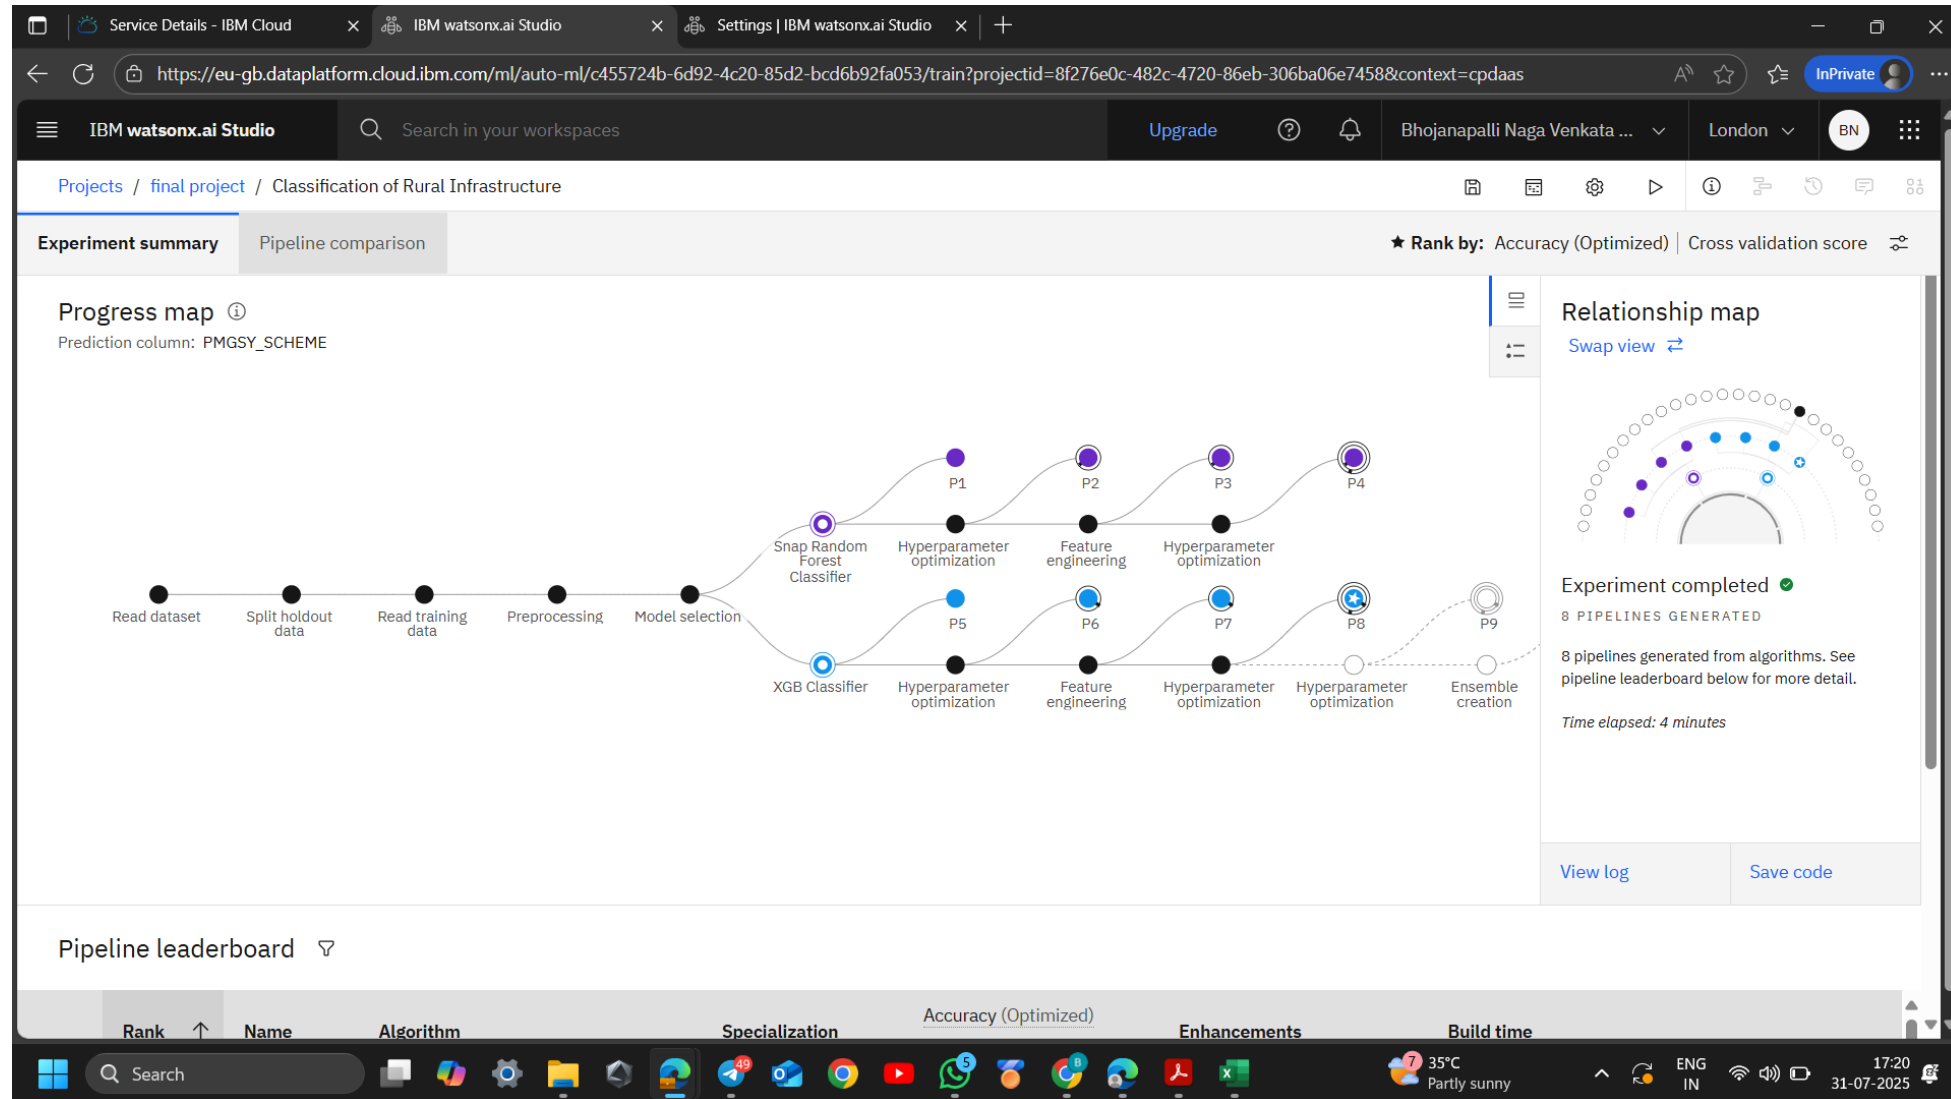 Service Details - IBM Cloud
IBM watsonx.ai Studio
Settings | IBM watsonx.ai Studio
https://eu-gb.dataplatform.cloud.ibm.com/ml/auto-ml/c455724b-6d92-4c20-85d2-bcd6b92fa053/train?projectid=8f276e0c-482c-4720-86eb-306ba06e7458&context=cpdaas
InPrivate
IBM watsonx.ai Studio
Search in your workspaces
Upgrade
Bhojanapalli Naga Venkata ...
London
BN
Projects / final project / Classification of Rural Infrastructure
Experiment summary
Pipeline comparison
Rank by: Accuracy (Optimized) | Cross validation score
Progress map
Prediction column: PMGSY_SCHEME
Relationship map
Swap view
P1
P2
P3
P4
Snap Random
Forest
Classifier
Hyperparameter
optimization
Feature
engineering
Hyperparameter
optimization
Read dataset
Split holdout
data
Read training
data
Preprocessing
Model selection
P5
P6
P7
P8
P9
XGB Classifier
Hyperparameter
optimization
Feature
engineering
Hyperparameter
optimization
Hyperparameter
optimization
Ensemble
creation
Experiment completed
8 PIPELINES GENERATED
8 pipelines generated from algorithms. See
pipeline leaderboard below for more detail.
Time elapsed: 4 minutes
View log
Save code
Pipeline leaderboard
Rank
Name
Algorithm
Specialization
Accuracy (Optimized)
Enhancements
Build time
Search
49
5
B
7
35°C
Partly sunny
ENG
IN
17:20
31-07-2025